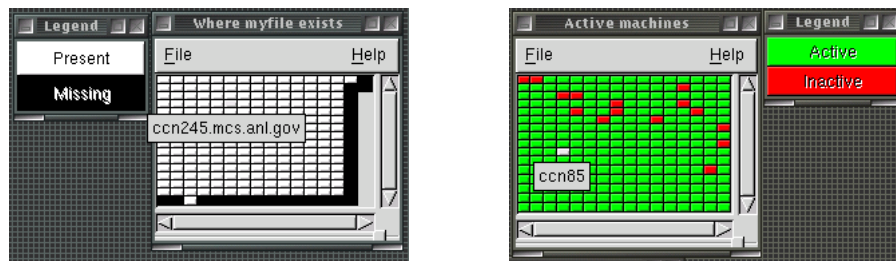 Legend
Where myfile exists
Present
Missing
File
Help
ccn245.mcs.anl.gov
Active machines
Legend
File
Help
Active
Inactive
ccn85